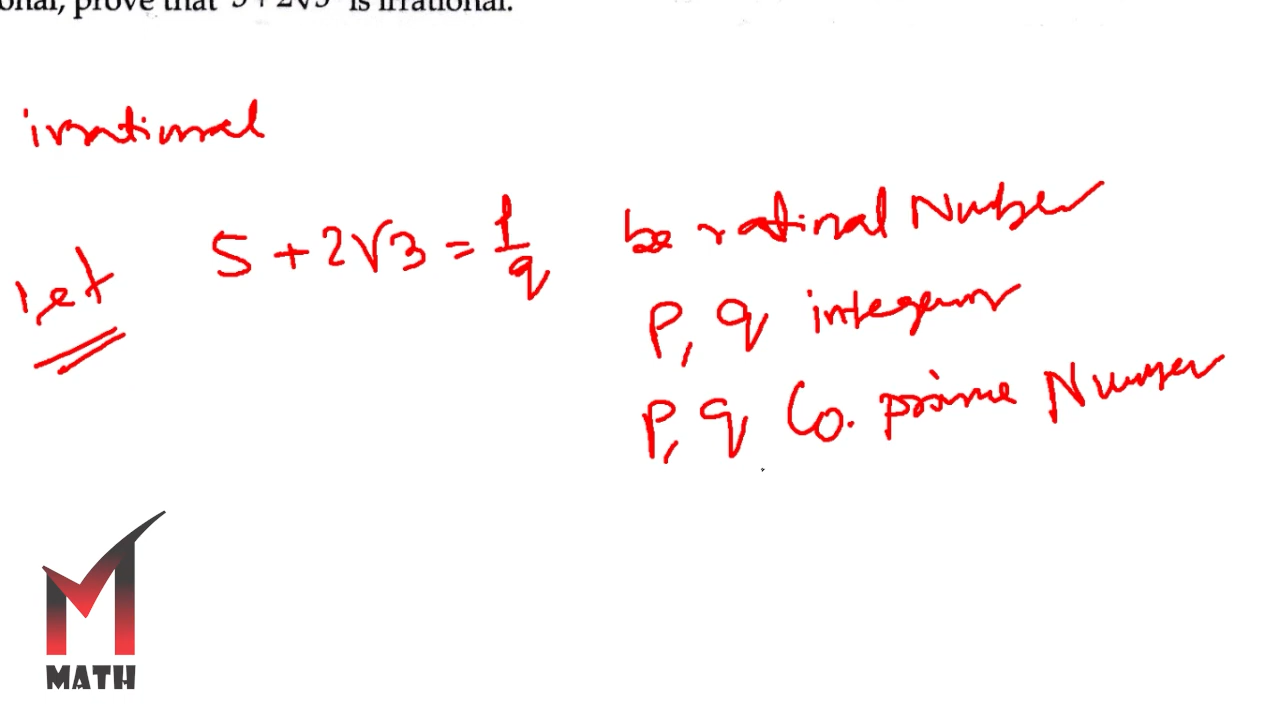 onal, prove that 5+2√3 is irrational.
irrational
Let 5+2√3 = p/q be rational Number
P, q integers
P, q Co. prime Number
MATH